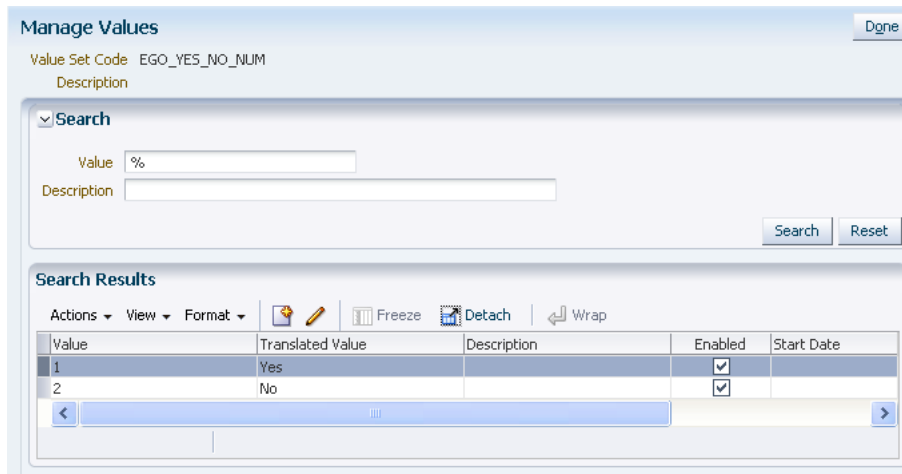 Manage Values
Done
Value Set Code EGO_YES_NO_NUM
Description
Search
Value %
Description
Search Reset
Search Results
Actions View Format Freeze Detach Wrap
Value Translated Value Description Enabled Start Date
1 Yes
2 No